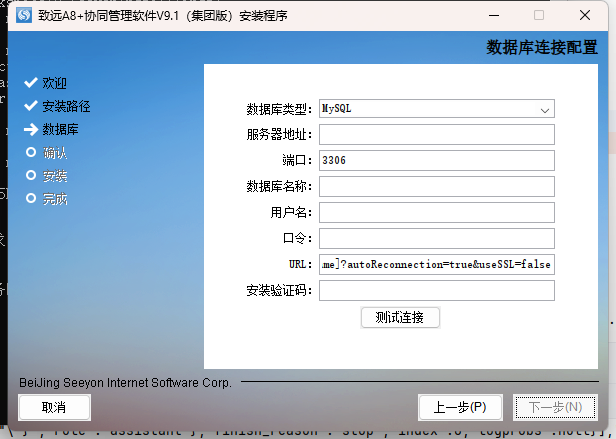 致远A8+协同管理软件V9.1（集团版）安装程序
数据库连接配置
欢迎
安装路径
数据库
确认
安装
完成
数据库类型： MySQL
服务器地址：
端口： 3306
数据库名称：
用户名：
口令：
URL： .me]?autoReconnection=true&useSSL=false
安装验证码：
测试连接
BeiJing Seeyon Internet Software Corp.
取消
上一步(P)
下一步(N)